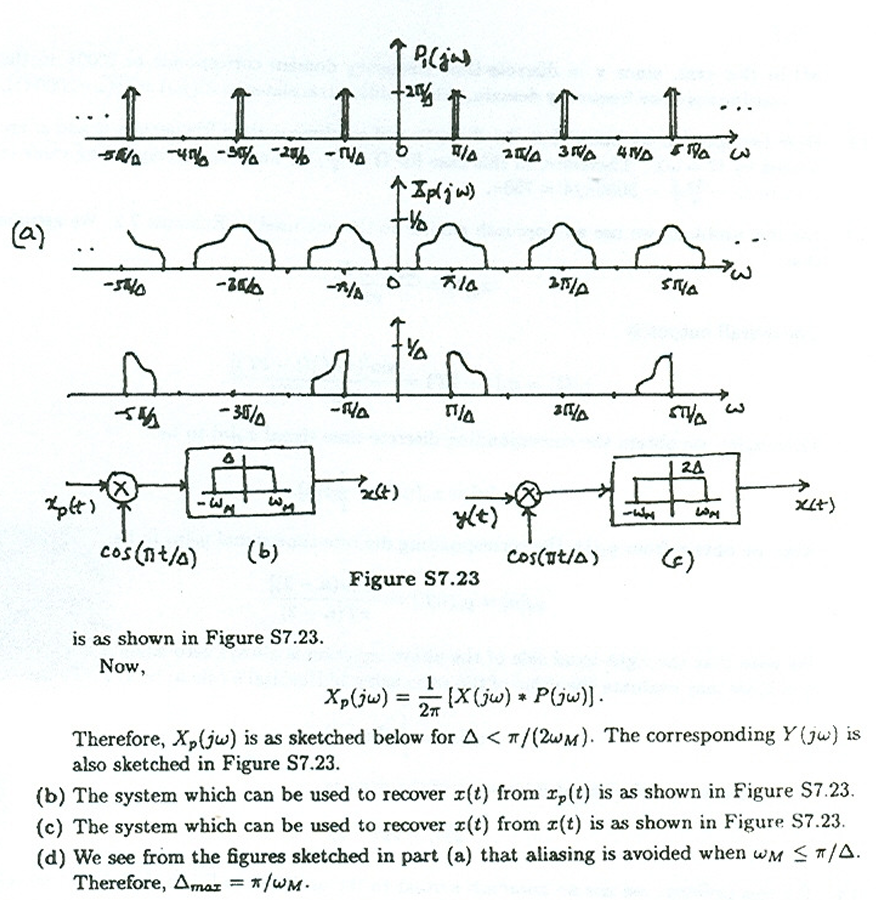 P₁(jω)
2π/Δ
... ...
-5π/Δ -4π/Δ -3π/Δ -2π/Δ -π/Δ 0 π/Δ 2π/Δ 3π/Δ 4π/Δ 5π/Δ ω
Xp(jω)
1/Δ
(a)
.. ...
-5π/Δ -3π/Δ -π/Δ 0 π/Δ 3π/Δ 5π/Δ ω
1/Δ
-5π/Δ -3π/Δ -π/Δ π/Δ 3π/Δ 5π/Δ ω
Δ 2Δ
xp(t) × -ωM ωM x(t) y(t) × -ωM ωM x(t)
cos(πt/Δ) (b) cos(πt/Δ) (c)
Figure S7.23
is as shown in Figure S7.23.
Now,
Xp(jω) = 1/2π [X(jω) * P(jω)].
Therefore, Xp(jω) is as sketched below for Δ < π/(2ωM). The corresponding Y(jω) is
also sketched in Figure S7.23.
(b) The system which can be used to recover x(t) from xp(t) is as shown in Figure S7.23.
(c) The system which can be used to recover x(t) from x(t) is as shown in Figure S7.23.
(d) We see from the figures sketched in part (a) that aliasing is avoided when ωM ≤ π/Δ.
Therefore, Δmax = π/ωM.